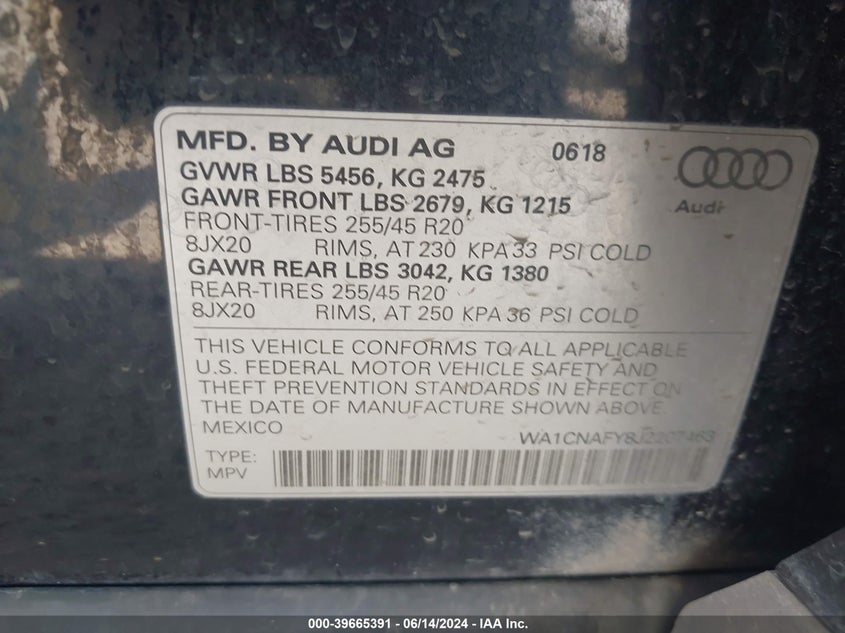 MFD. BY AUDI AG 0618
GVWR LBS 5456, KG 2475
GAWR FRONT LBS 2679, KG 1215
Audi
FRONT-TIRES 255/45 R20
8JX20 RIMS, AT 230 KPA 33 PSI COLD
GAWR REAR LBS 3042, KG 1380
REAR-TIRES 255/45 R20
8JX20 RIMS, AT 250 KPA 36 PSI COLD
THIS VEHICLE CONFORMS TO ALL APPLICABLE
U.S. FEDERAL MOTOR VEHICLE SAFETY AND
THEFT PREVENTION STANDARDS IN EFFECT ON
THE DATE OF MANUFACTURE SHOWN ABOVE.
MEXICO
WA1CNAFY8J2207463
TYPE:
MPV
000-39665391 - 06/14/2024 - IAA Inc.